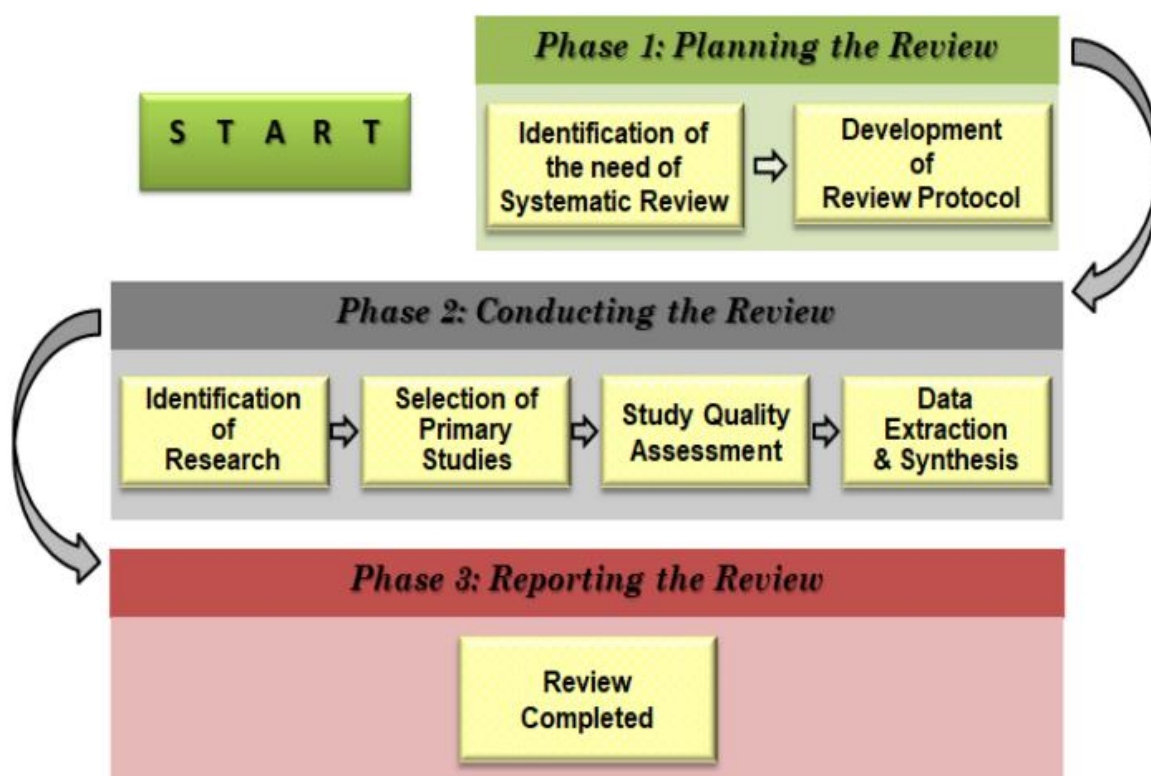 S T A R T
Phase 1: Planning the Review
Identification of
the need of
Systematic Review
Development
of
Review Protocol
Phase 2: Conducting the Review
Identification
of
Research
Selection of
Primary
Studies
Study Quality
Assessment
Data
Extraction
& Synthesis
Phase 3: Reporting the Review
Review
Completed